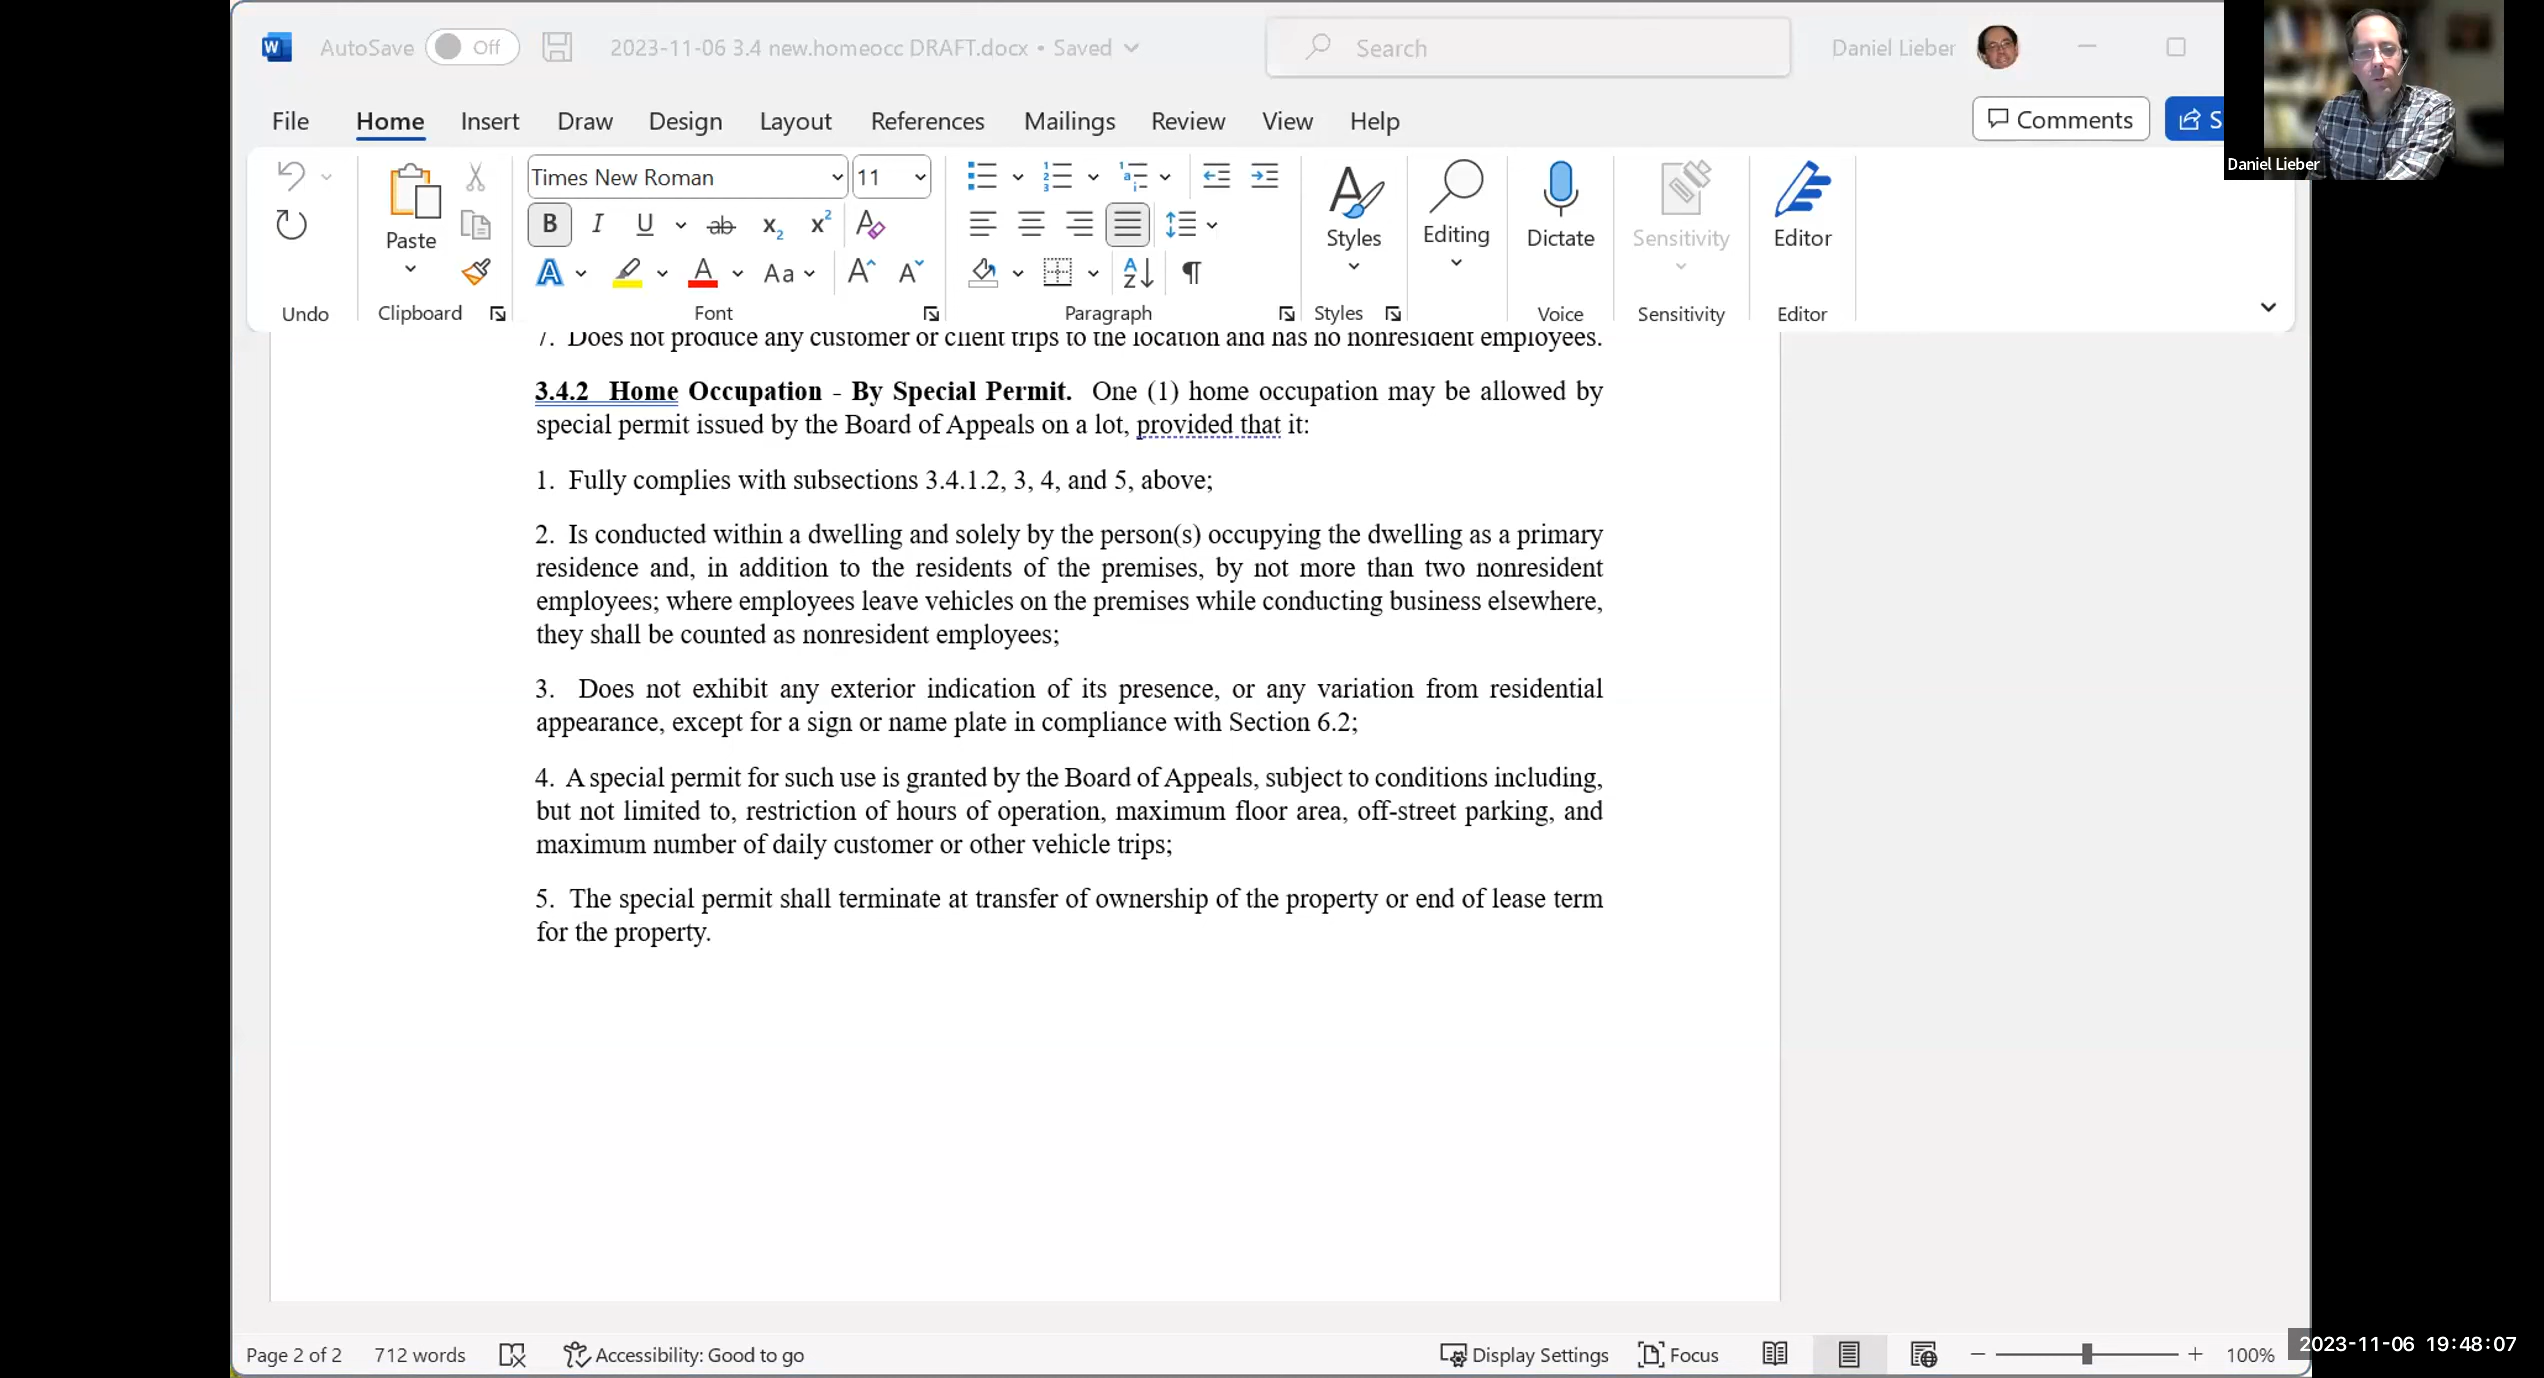 AutoSave Off 2023-11-06 3.4 new.homeocc DRAFT.docx • Saved Search Daniel Lieber
File Home Insert Draw Design Layout References Mailings Review View Help Comments S
Daniel Lieber
Times New Roman 11
Paste
B I U ab x2 x2 A
A A Aa A A
Styles Editing Dictate Sensitivity Editor
Undo Clipboard Font Paragraph Styles Voice Sensitivity Editor
7. Does not produce any customer or client trips to the location and has no nonresident employees.
3.4.2 Home Occupation - By Special Permit. One (1) home occupation may be allowed by
special permit issued by the Board of Appeals on a lot, provided that it:
1. Fully complies with subsections 3.4.1.2, 3, 4, and 5, above;
2. Is conducted within a dwelling and solely by the person(s) occupying the dwelling as a primary
residence and, in addition to the residents of the premises, by not more than two nonresident
employees; where employees leave vehicles on the premises while conducting business elsewhere,
they shall be counted as nonresident employees;
3. Does not exhibit any exterior indication of its presence, or any variation from residential
appearance, except for a sign or name plate in compliance with Section 6.2;
4. A special permit for such use is granted by the Board of Appeals, subject to conditions including,
but not limited to, restriction of hours of operation, maximum floor area, off-street parking, and
maximum number of daily customer or other vehicle trips;
5. The special permit shall terminate at transfer of ownership of the property or end of lease term
for the property.
Page 2 of 2 712 words Accessibility: Good to go Display Settings Focus 100%
2023-11-06 19:48:07